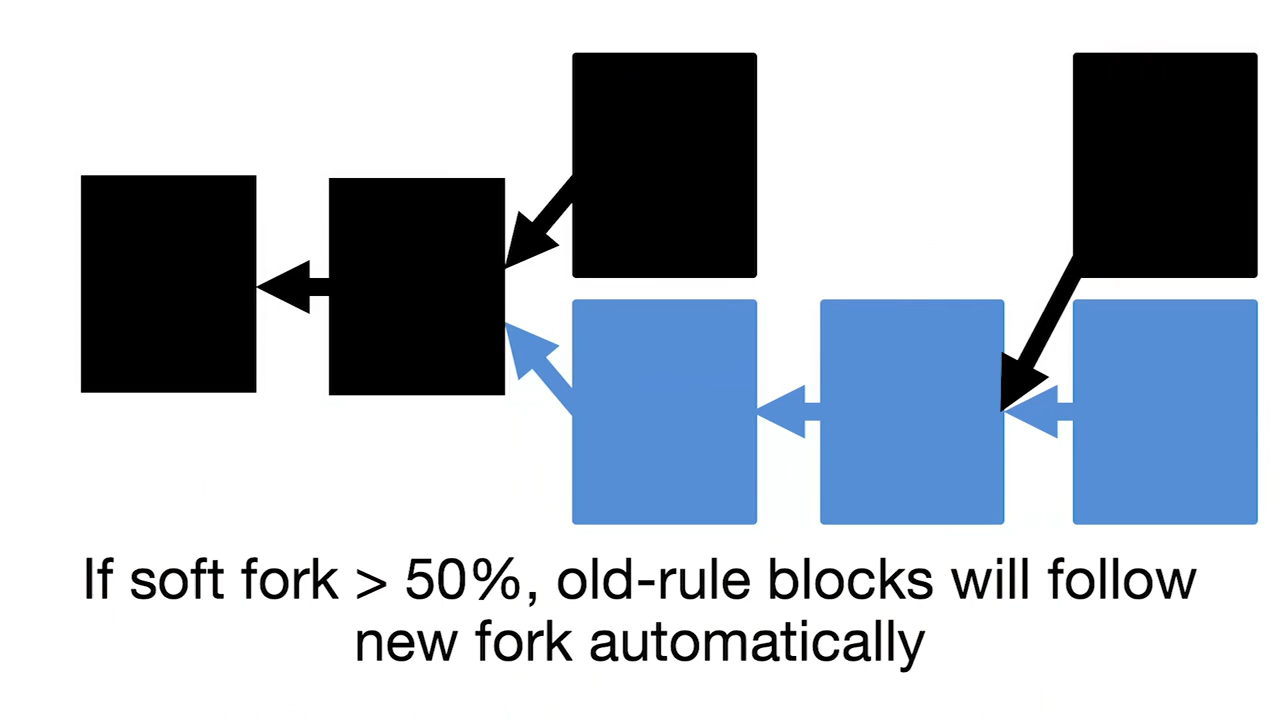 If soft fork > 50%, old-rule blocks will follow
new fork automatically